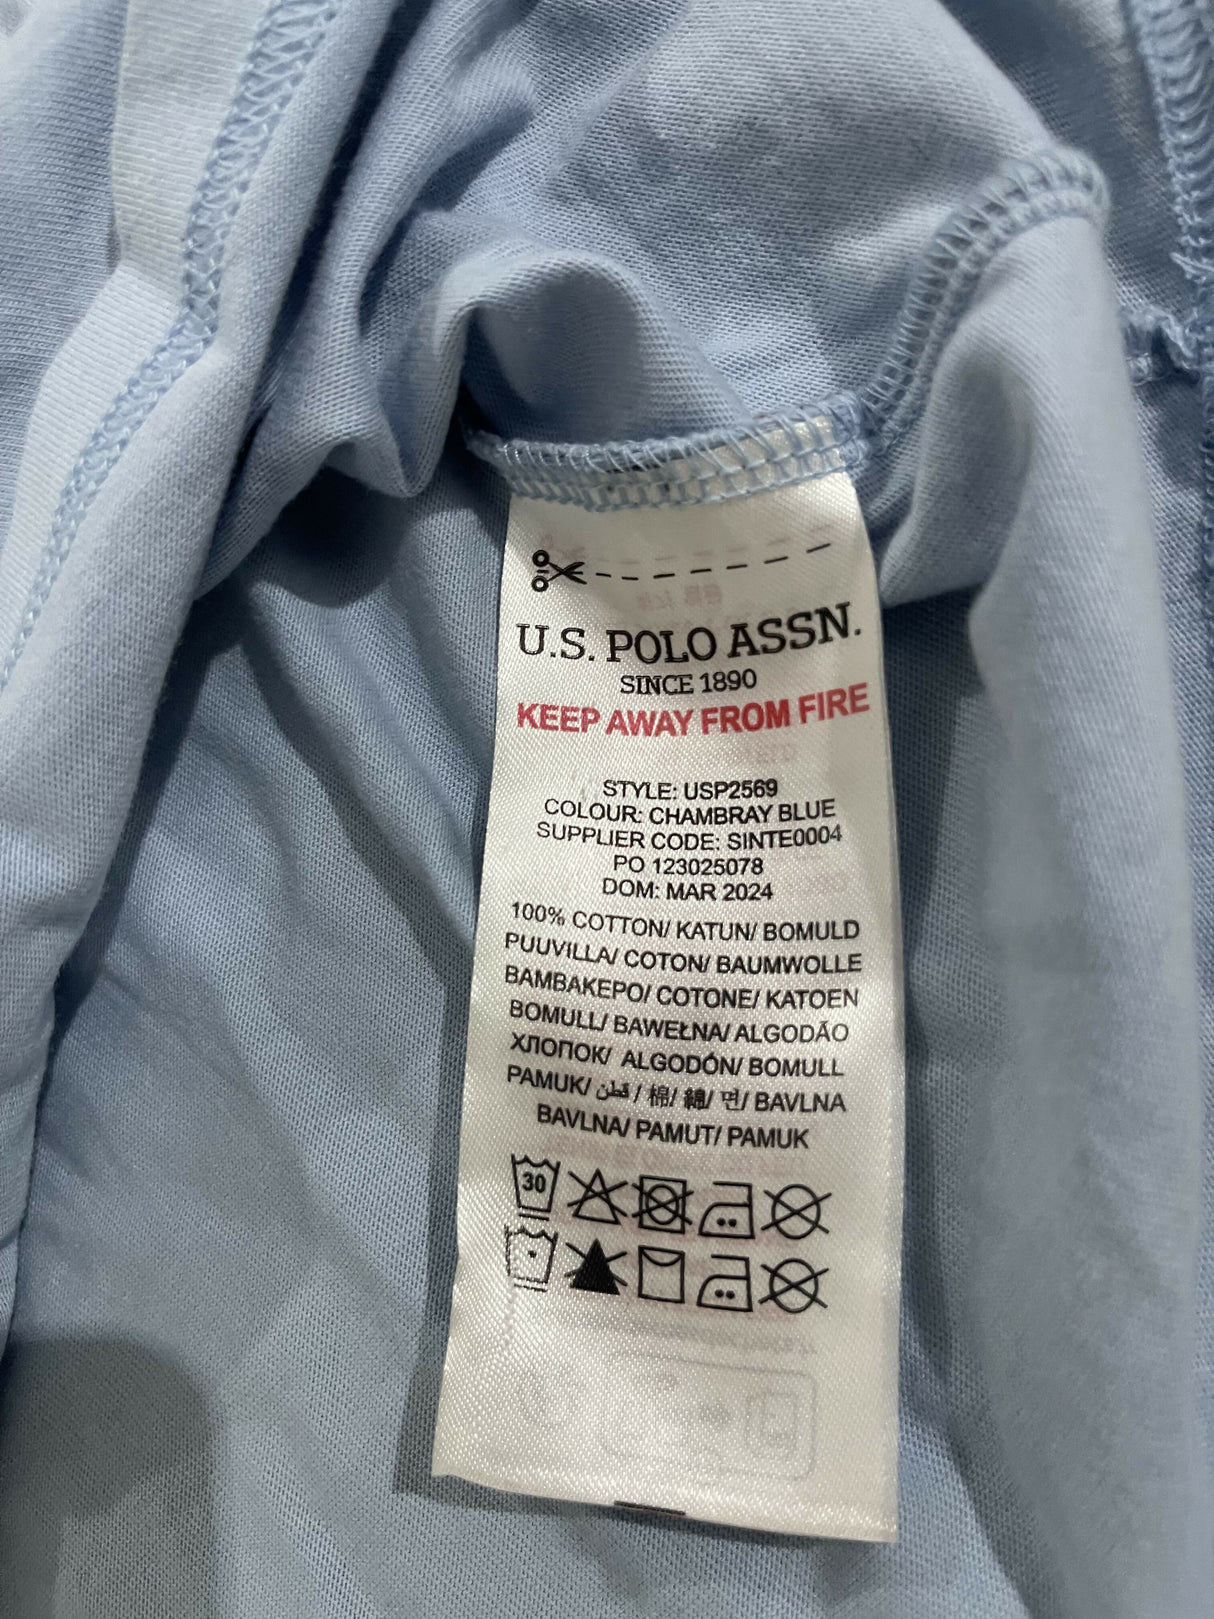 U.S. POLO ASSN.
SINCE 1890
KEEP AWAY FROM FIRE
STYLE: USP2569
COLOUR: CHAMBRAY BLUE
SUPPLIER CODE: SINTE0004
PO 123025078
DOM: MAR 2024
100% COTTON/ KATUN/ BOMULD
PUUVILLA/ COTON/ BAUMWOLLE
ΒΑΜΒΑΚΕΡΟ/ COTONE/ KATOEN
BOMULL/ BAWEŁNA/ ALGODÃO
ХЛОПОК/ ALGODÓN/ BOMULL
PAMUK/ قطن / 棉/ 綿/ 면/ BAVLNA
BAVLNA/ PAMUT/ PAMUK
30